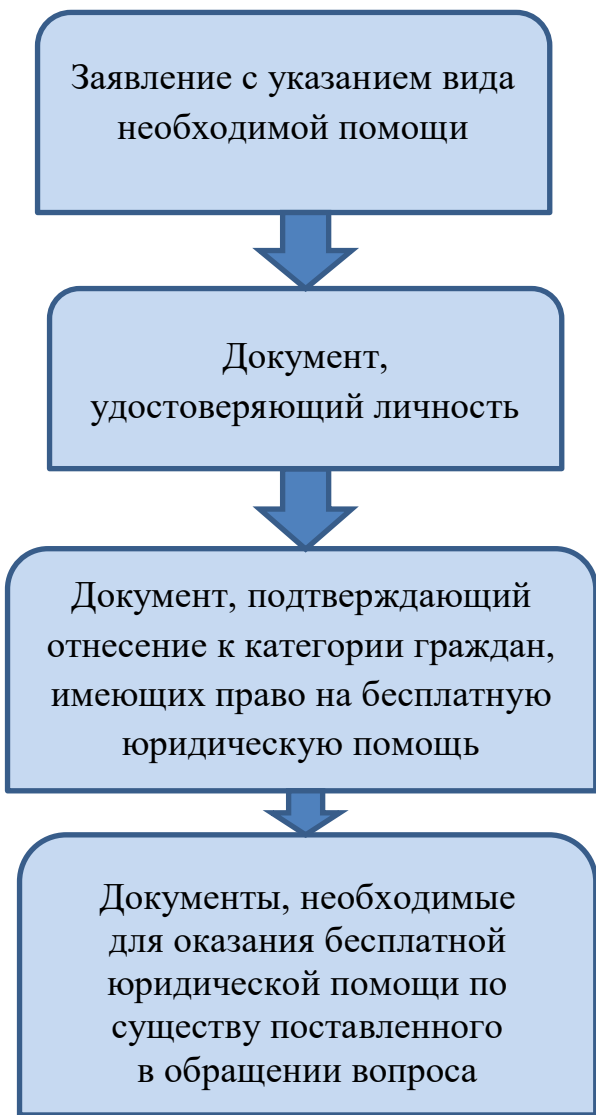 Заявление с указанием вида
необходимой помощи
Документ,
удостоверяющий личность
Документ, подтверждающий
отнесение к категории граждан,
имеющих право на бесплатную
юридическую помощь
Документы, необходимые
для оказания бесплатной
юридической помощи по
существу поставленного
в обращении вопроса